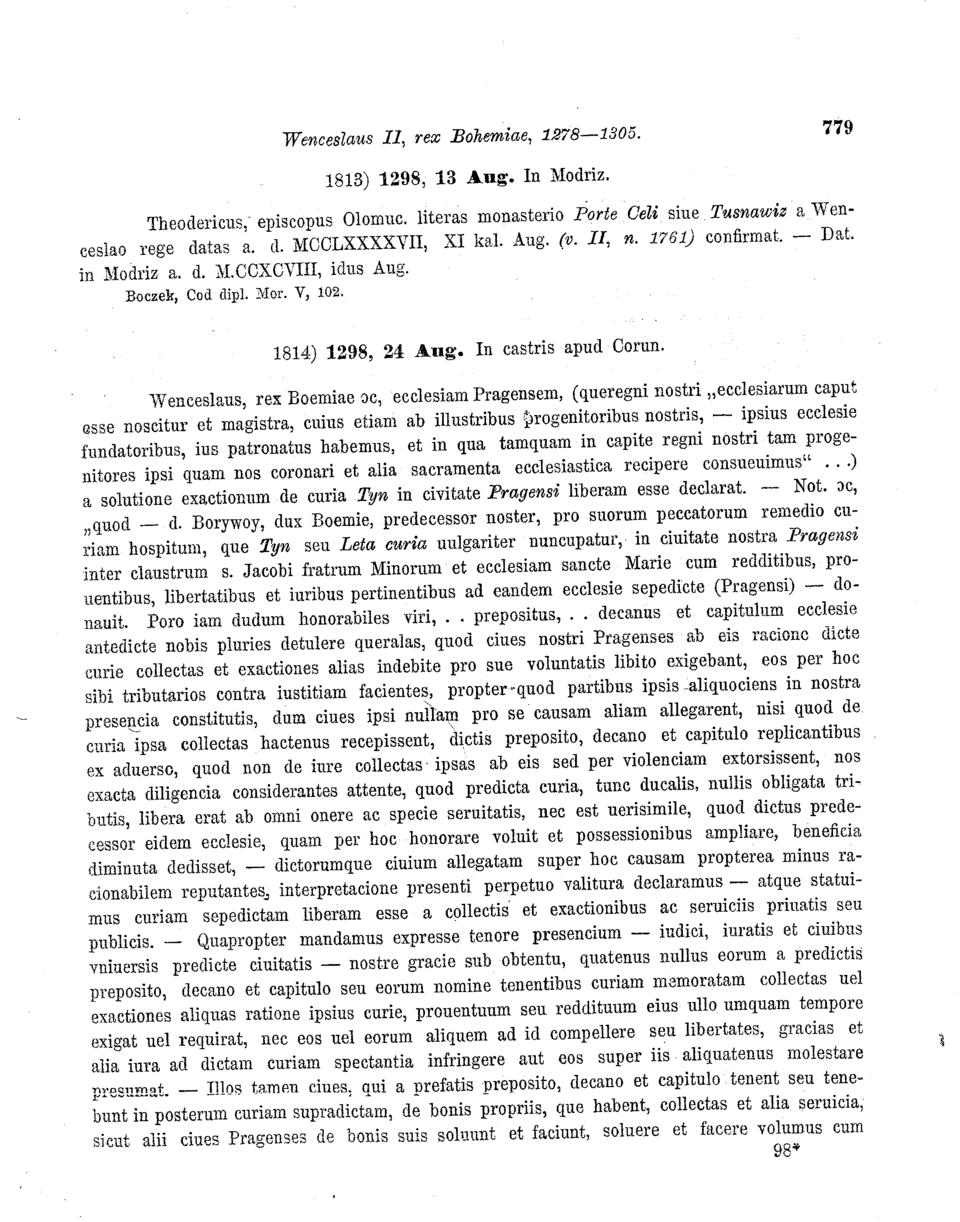 Wenceslaus II, rex Bohemiae, 1278—1305.
779
1813) 1298, 13 Aug. In Modriz.
Theodericus, episcopus Olomuc. literas monasterio Porte Celi siue Tusnawiz a Wen-
ceslao rege datas a. d. MCCLXXXXVII, XI kal. Aug. (v. II, n. 1761) confirmat. — Dat.
in Modriz a. d. M.CCXCVIII, idus Aug.
Boczek, Cod dipl. Mor. V, 102.
1814) 1298, 24 Aug. In castris apud Corun.
Wenceslaus, rex Boemiae ɔc, ecclesiam Pragensem, (queregni nostri „ecclesiarum caput
esse noscitur et magistra, cuius etiam ab illustribus progenitoribus nostris, — ipsius ecclesie
fundatoribus, ius patronatus habemus, et in qua tamquam in capite regni nostri tam proge-
nitores ipsi quam nos coronari et alia sacramenta ecclesiastica recipere consueuimus“ ...)
a solutione exactionum de curia Tyn in civitate Pragensi liberam esse declarat. — Not. ɔc,
„quod — d. Borywoy, dux Boemie, predecessor noster, pro suorum peccatorum remedio cu-
riam hospitum, que Tyn seu Leta curia uulgariter nuncupatur, in ciuitate nostra Pragensi
inter claustrum s. Jacobi fratrum Minorum et ecclesiam sancte Marie cum redditibus, pro-
uentibus, libertatibus et iuribus pertinentibus ad eandem ecclesie sepedicte (Pragensi) — do-
nauit. Poro iam dudum honorabiles viri, . . prepositus, . . decanus et capitulum ecclesie
antedicte nobis pluries detulere queralas, quod ciues nostri Pragenses ab eis racionc dicte
curie collectas et exactiones alias indebite pro sue voluntatis libito exigebant, eos per hoc
sibi tributarios contra iustitiam facientes, propter quod partibus ipsis aliquociens in nostra
presencia constitutis, dum ciues ipsi nullam pro se causam aliam allegarent, nisi quod de
curia ipsa collectas hactenus recepissent, dictis preposito, decano et capitulo replicantibus
ex aduerso, quod non de iure collectas ipsas ab eis sed per violenciam extorsissent, nos
exacta diligencia considerantes attente, quod predicta curia, tunc ducalis, nullis obligata tri-
butis, libera erat ab omni onere ac specie seruitatis, nec est uerisimile, quod dictus prede-
cessor eidem ecclesie, quam per hoc honorare voluit et possessionibus ampliare, beneficia
diminuta dedisset, — dictorumque ciuium allegatam super hoc causam propterea minus ra-
cionabilem reputantes, interpretacione presenti perpetuo valitura declaramus — atque statui-
mus curiam sepedictam liberam esse a collectis et exactionibus ac seruiciis priuatis seu
publicis. — Quapropter mandamus expresse tenore presencium — iudici, iuratis et ciuibus
vniuersis predicte ciuitatis — nostre gracie sub obtentu, quatenus nullus eorum a predictis
preposito, decano et capitulo seu eorum nomine tenentibus curiam memoratam collectas uel
exactiones aliquas ratione ipsius curie, prouentuum seu reddituum eius ullo umquam tempore
exigat uel requirat, nec eos uel eorum aliquem ad id compellere seu libertates, gracias et
alia iura ad dictam curiam spectantia infringere aut eos super iis aliquatenus molestare
presumat. — Illos tamen ciues, qui a prefatis preposito, decano et capitulo tenent seu tene-
bunt in posterum curiam supradictam, de bonis propriis, que habent, collectas et alia seruicia,
sicut alii ciues Pragenses de bonis suis soluunt et faciunt, soluere et facere volumus cum
98*